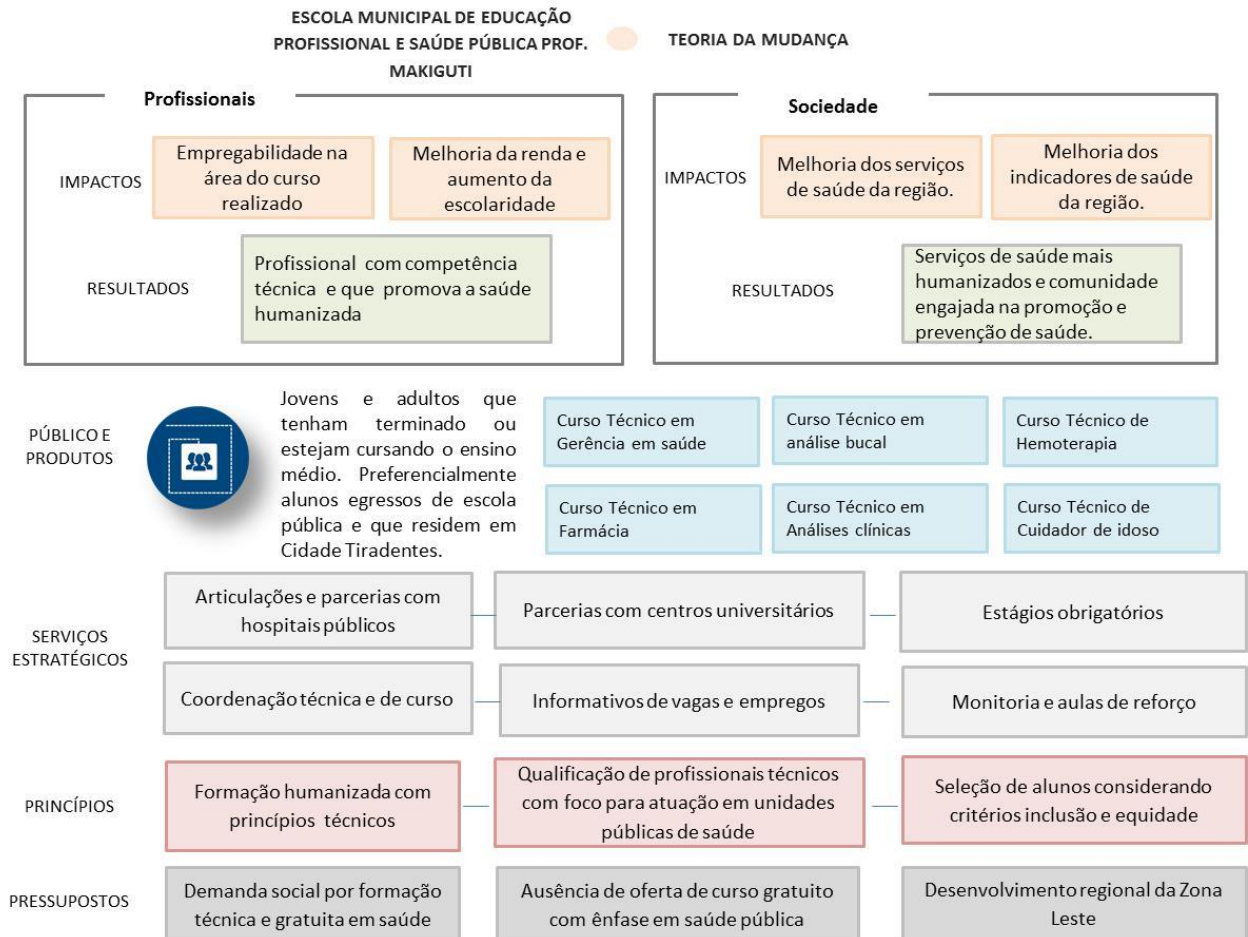 ESCOLA MUNICIPAL DE EDUCAÇÃO
PROFISSIONAL E SAÚDE PÚBLICA PROF.
MAKIGUTI
TEORIA DA MUDANÇA
Profissionais
IMPACTOS
Empregabilidade na
área do curso
realizado
Melhoria da renda e
aumento da
escolaridade
RESULTADOS
Profissional com competência
técnica e que promova a saúde
humanizada
Sociedade
IMPACTOS
Melhoria dos serviços
de saúde da região.
Melhoria dos
indicadores de saúde
da região.
RESULTADOS
Serviços de saúde mais
humanizados e comunidade
engajada na promoção e
prevenção de saúde.
PÚBLICO E
PRODUTOS
Jovens e adultos que
tenham terminado ou
estejam cursando o ensino
médio. Preferencialmente
alunos egressos de escola
pública e que residem em
Cidade Tiradentes.
Curso Técnico em
Gerência em saúde
Curso Técnico em
análise bucal
Curso Técnico de
Hemoterapia
Curso Técnico em
Farmácia
Curso Técnico em
Análises clínicas
Curso Técnico de
Cuidador de idoso
SERVIÇOS
ESTRATÉGICOS
Articulações e parcerias com
hospitais públicos
Parcerias com centros universitários
Estágios obrigatórios
Coordenação técnica e de curso
Informativos de vagas e empregos
Monitoria e aulas de reforço
PRINCÍPIOS
Formação humanizada com
princípios técnicos
Qualificação de profissionais técnicos
com foco para atuação em unidades
públicas de saúde
Seleção de alunos considerando
critérios inclusão e equidade
PRESSUPOSTOS
Demanda social por formação
técnica e gratuita em saúde
Ausência de oferta de curso gratuito
com ênfase em saúde pública
Desenvolvimento regional da Zona
Leste